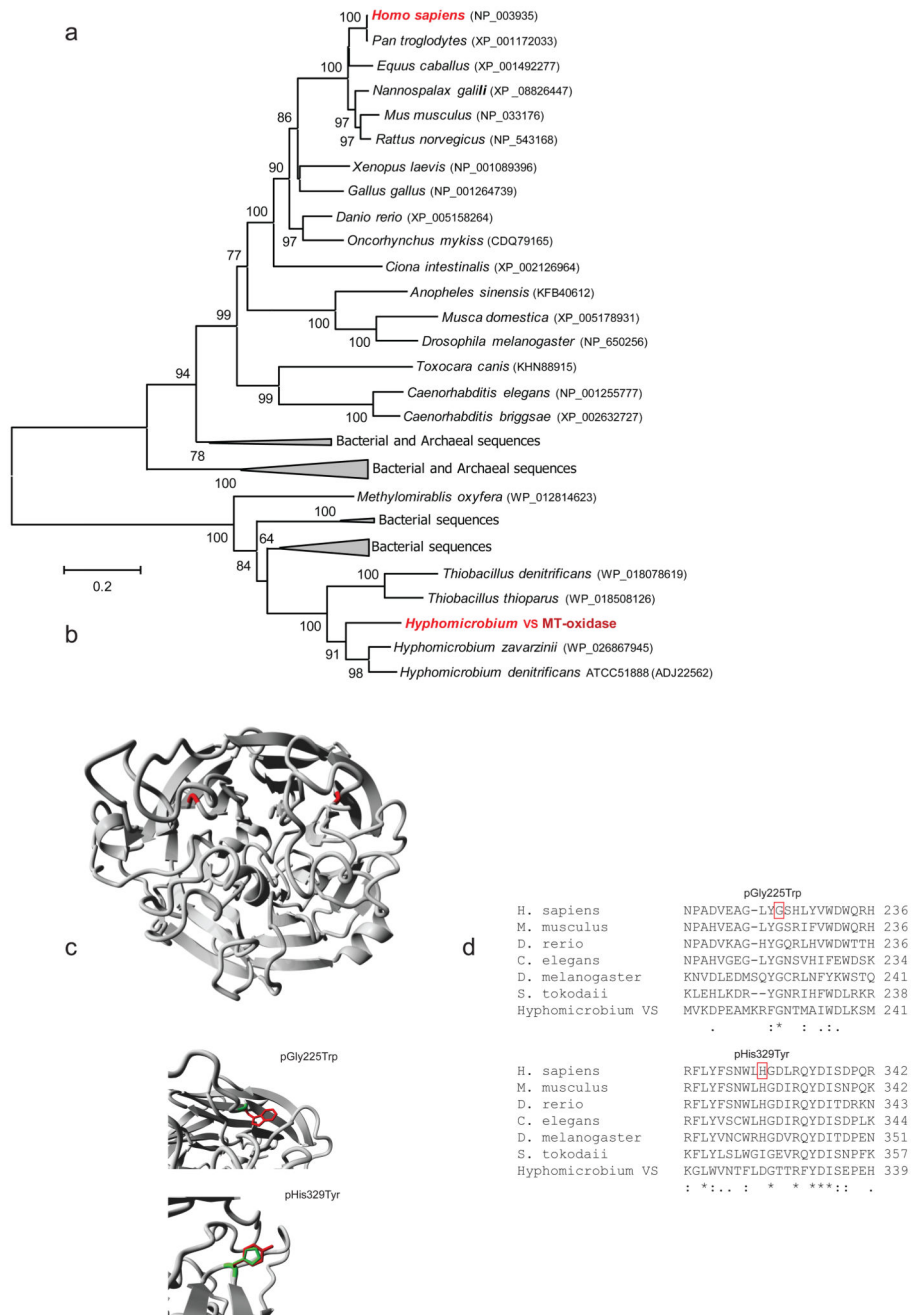 a
100
Homo sapiens (NP_003935)
Pan troglodytes (XP_001172033)
100
Equus caballus (XP_001492277)
Nannospalax galili (XP_08826447)
86
97
Mus musculus (NP_033176)
97
Rattus norvegicus (NP_543168)
90
Xenopus laevis (NP_001089396)
Gallus gallus (NP_001264739)
100
Danio rerio (XP_005158264)
97
Oncorhynchus mykiss (CDQ79165)
77
Ciona intestinalis (XP_002126964)
Anopheles sinensis (KFB40612)
99
100
Musca domestica (XP_005178931)
100
Drosophila melanogaster (NP_650256)
94
Toxocara canis (KHN88915)
99
Caenorhabditis elegans (NP_001255777)
100
Caenorhabditis briggsae (XP_002632727)
78
Bacterial and Archaeal sequences
100
Bacterial and Archaeal sequences
Methylomirablis oxyfera (WP_012814623)
100
100
Bacterial sequences
84
64
Bacterial sequences
0.2
100
Thiobacillus denitrificans (WP_018078619)
Thiobacillus thioparus (WP_018508126)
100
Hyphomicrobium VS MT-oxidase
91
Hyphomicrobium zavarzinii (WP_026867945)
98
Hyphomicrobium denitrificans ATCC51888 (ADJ22562)
b
c
pGly225Trp
pHis329Tyr
d
pGly225Trp
H. sapiens NPADVEAG-LYGSHLYVWDWQRH 236
M. musculus NPAHVEAG-LYGSRIFVWDWQRH 236
D. rerio NPADVKAG-HYGQRLHVWDWTTH 236
C. elegans NPAHVGEG-LYGNSVHIFEWDSK 234
D. melanogaster KNVDLEDMSQYGCRLNFYKWSTQ 241
S. tokodaii KLEHLKDR--YGNRIHFWDLRKR 238
Hyphomicrobium VS MVKDPEAMKRFGNTMAIWDLKSM 241
. :* : .:.
pHis329Tyr
H. sapiens RFLYFSNWLHGDLRQYDISDPQR 342
M. musculus RFLYFSNWLHGDIRQYDISNPQK 342
D. rerio RFLYFSNWLHGDIRQYDITDRKN 343
C. elegans RFLYVSCWLHGDIRQYDISDPLK 344
D. melanogaster RFLYVNCWRHGDVRQYDITDPEN 351
S. tokodaii KFLYLSLWGIGEVRQYDISNPFK 357
Hyphomicrobium VS KGLWVNTFLDGTTRFYDISEPEH 339
: *:.. : * * ***:: .